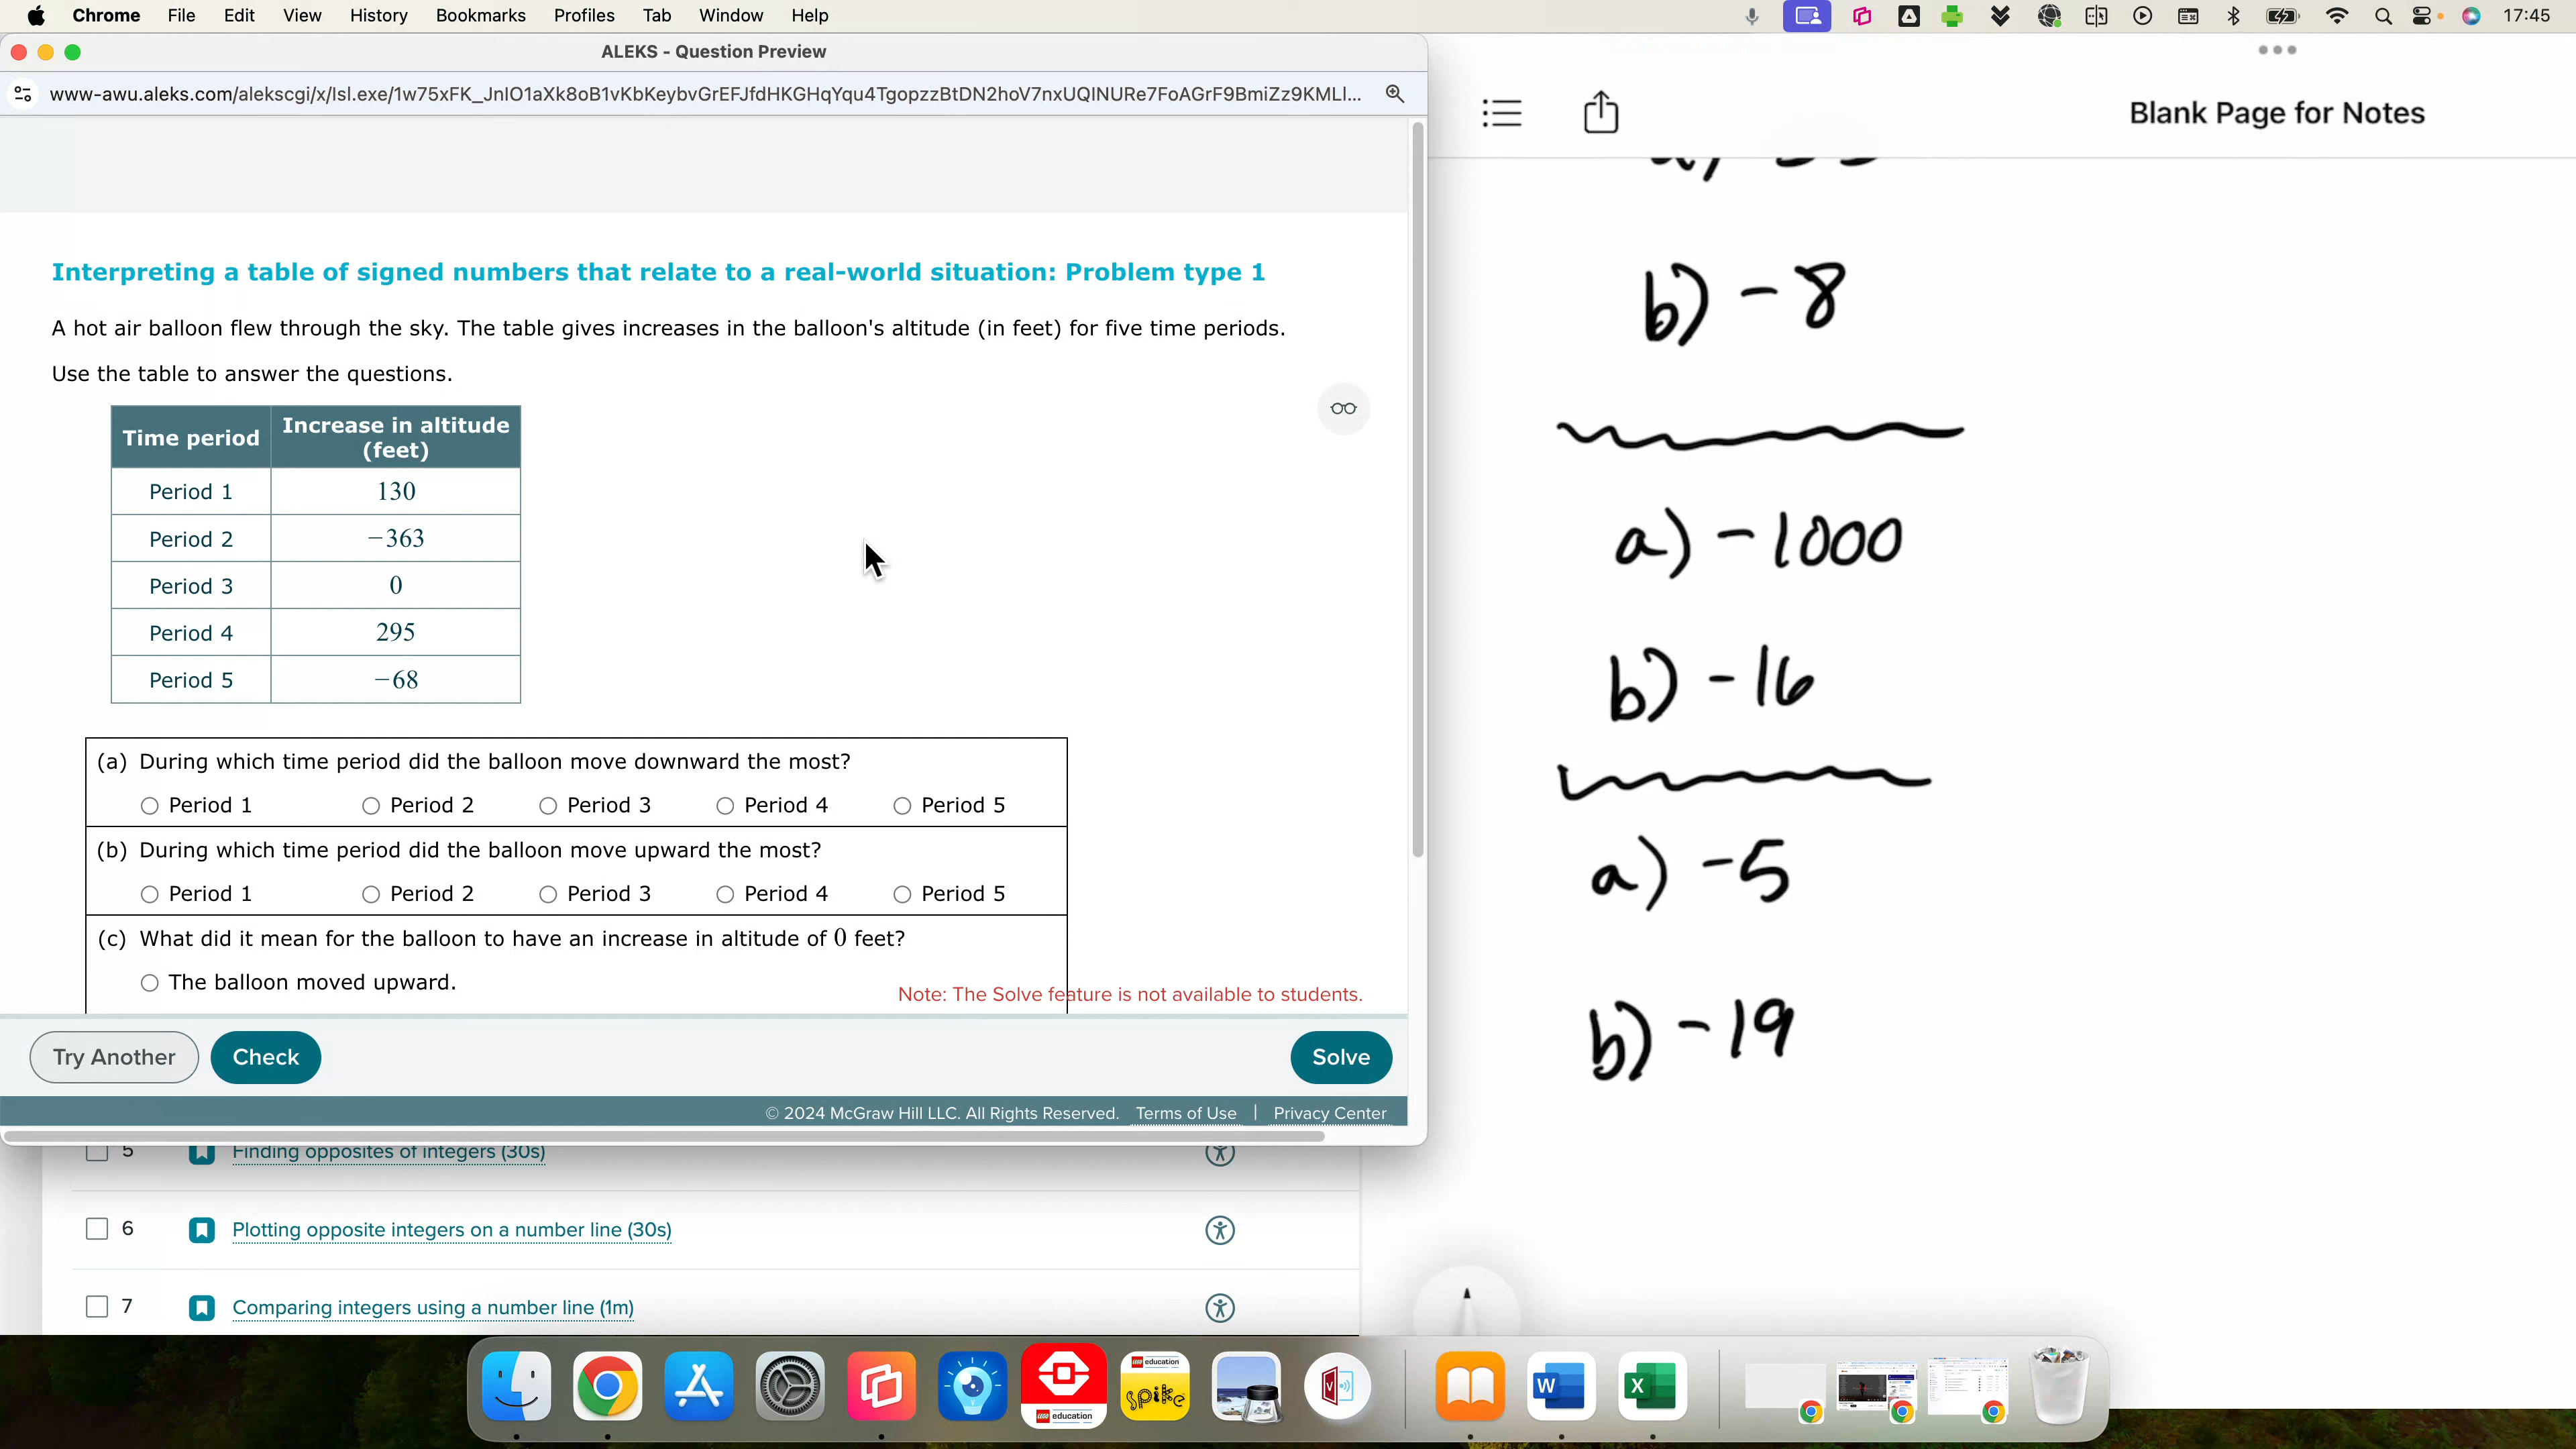 Chrome File Edit View History Bookmarks Profiles Tab Window Help 17:45
ALEKS - Question Preview
Blank Page for Notes
Interpreting a table of signed numbers that relate to a real-world situation: Problem type 1
A hot air balloon flew through the sky. The table gives increases in the balloon's altitude (in feet) for five time periods.
Use the table to answer the questions.
Time period Increase in altitude (feet)
Period 1 130
Period 2 −363
Period 3 0
Period 4 295
Period 5 −68
(a) During which time period did the balloon move downward the most?
Period 1 Period 2 Period 3 Period 4 Period 5
(b) During which time period did the balloon move upward the most?
Period 1 Period 2 Period 3 Period 4 Period 5
(c) What did it mean for the balloon to have an increase in altitude of 0 feet?
The balloon moved upward.
Note: The Solve feature is not available to students.
Try Another Check Solve
© 2024 McGraw Hill LLC. All Rights Reserved. Terms of Use | Privacy Center
5 Finding opposites of integers (30s)
6 Plotting opposite integers on a number line (30s)
7 Comparing integers using a number line (1m)
b) -8
a) -1000
b) -16
a) -5
b) -19
education
education
spike
W
X